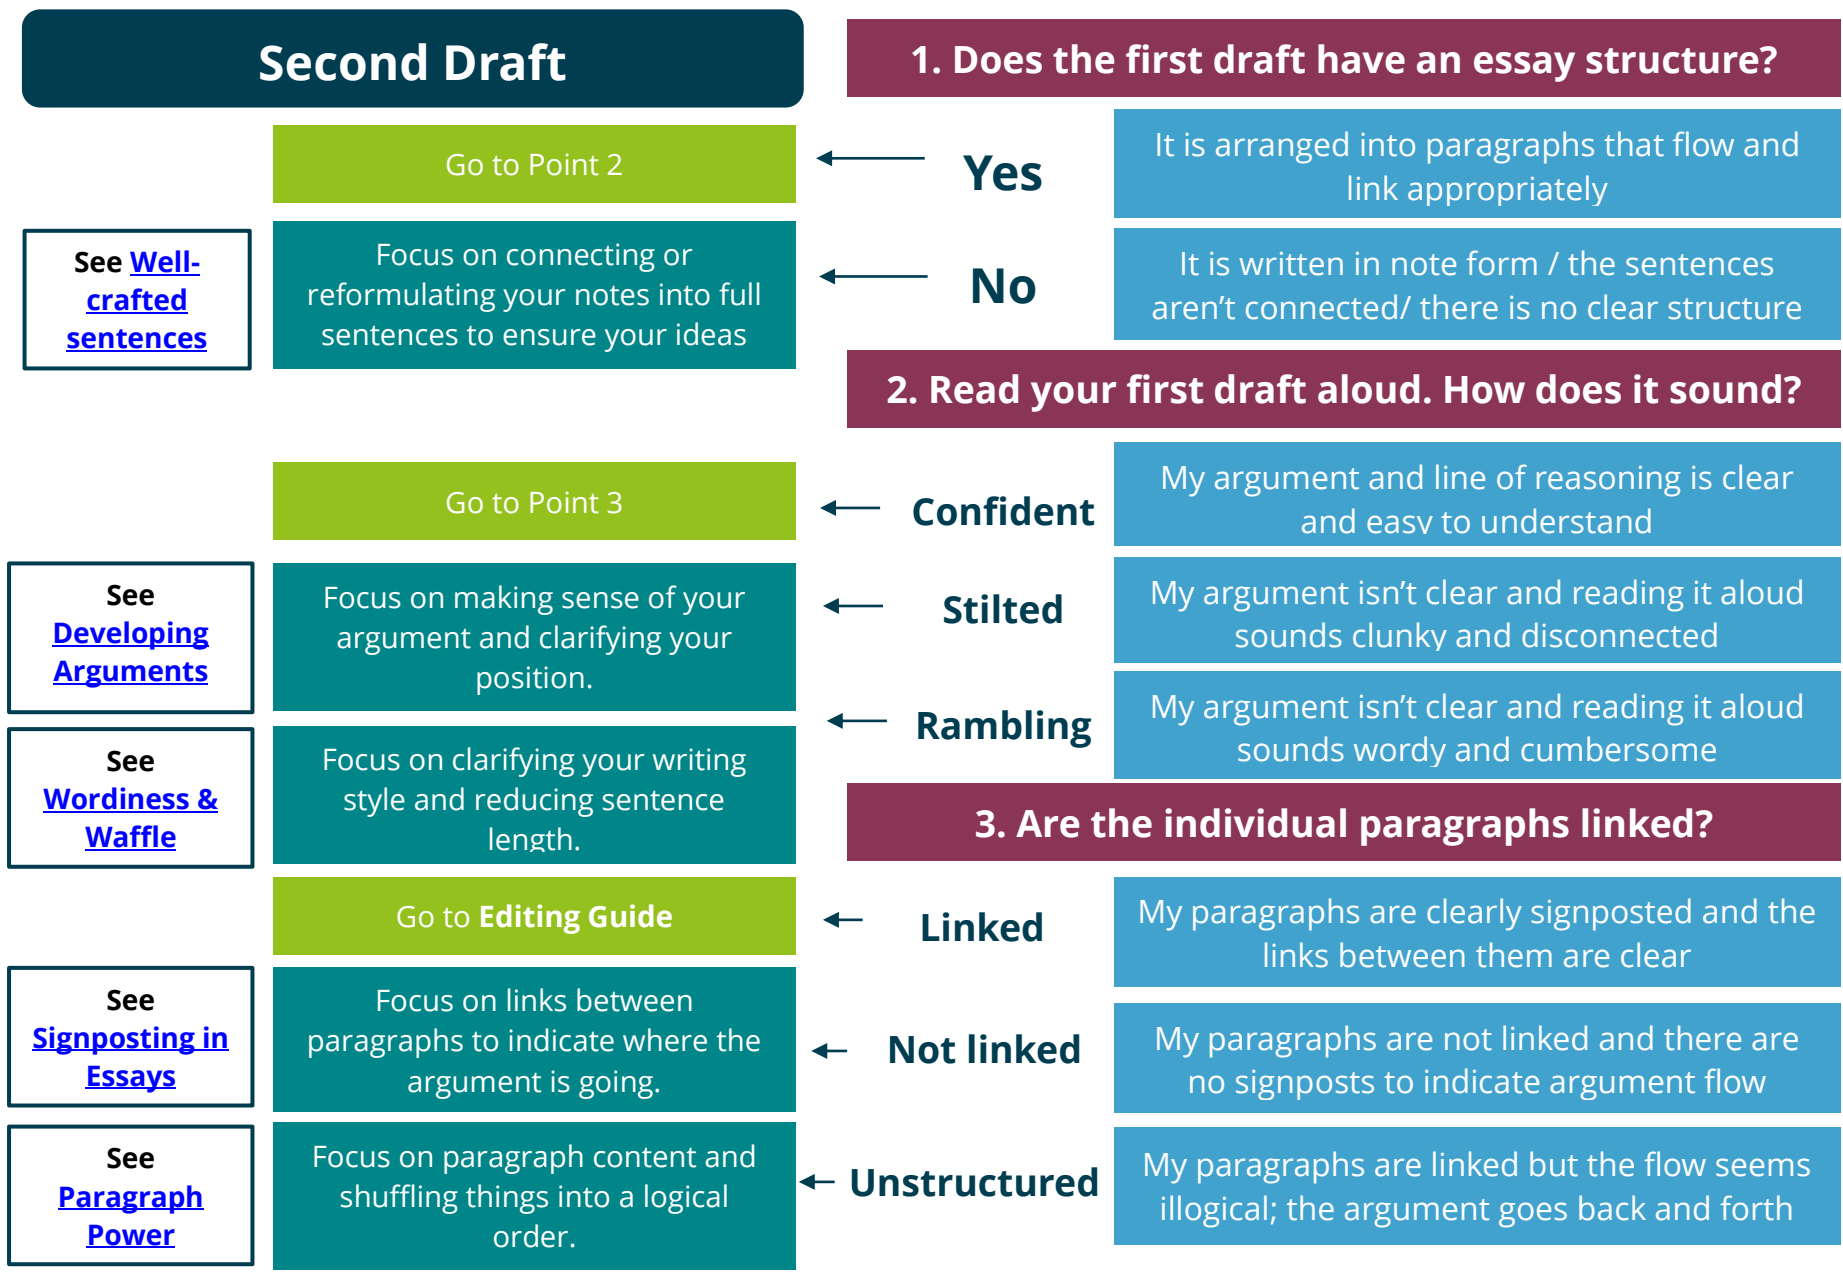 Second Draft
1. Does the first draft have an essay structure?
Go to Point 2
Yes
It is arranged into paragraphs that flow and
link appropriately
See Well-
crafted
sentences
Focus on connecting or
reformulating your notes into full
sentences to ensure your ideas
No
It is written in note form / the sentences
aren’t connected/ there is no clear structure
2. Read your first draft aloud. How does it sound?
Go to Point 3
Confident
My argument and line of reasoning is clear
and easy to understand
See
Developing
Arguments
Focus on making sense of your
argument and clarifying your
position.
Stilted
My argument isn’t clear and reading it aloud
sounds clunky and disconnected
See
Wordiness &
Waffle
Focus on clarifying your writing
style and reducing sentence
length.
Rambling
My argument isn’t clear and reading it aloud
sounds wordy and cumbersome
3. Are the individual paragraphs linked?
Go to Editing Guide
Linked
My paragraphs are clearly signposted and the
links between them are clear
See
Signposting in
Essays
Focus on links between
paragraphs to indicate where the
argument is going.
Not linked
My paragraphs are not linked and there are
no signposts to indicate argument flow
See
Paragraph
Power
Focus on paragraph content and
shuffling things into a logical
order.
Unstructured
My paragraphs are linked but the flow seems
illogical; the argument goes back and forth